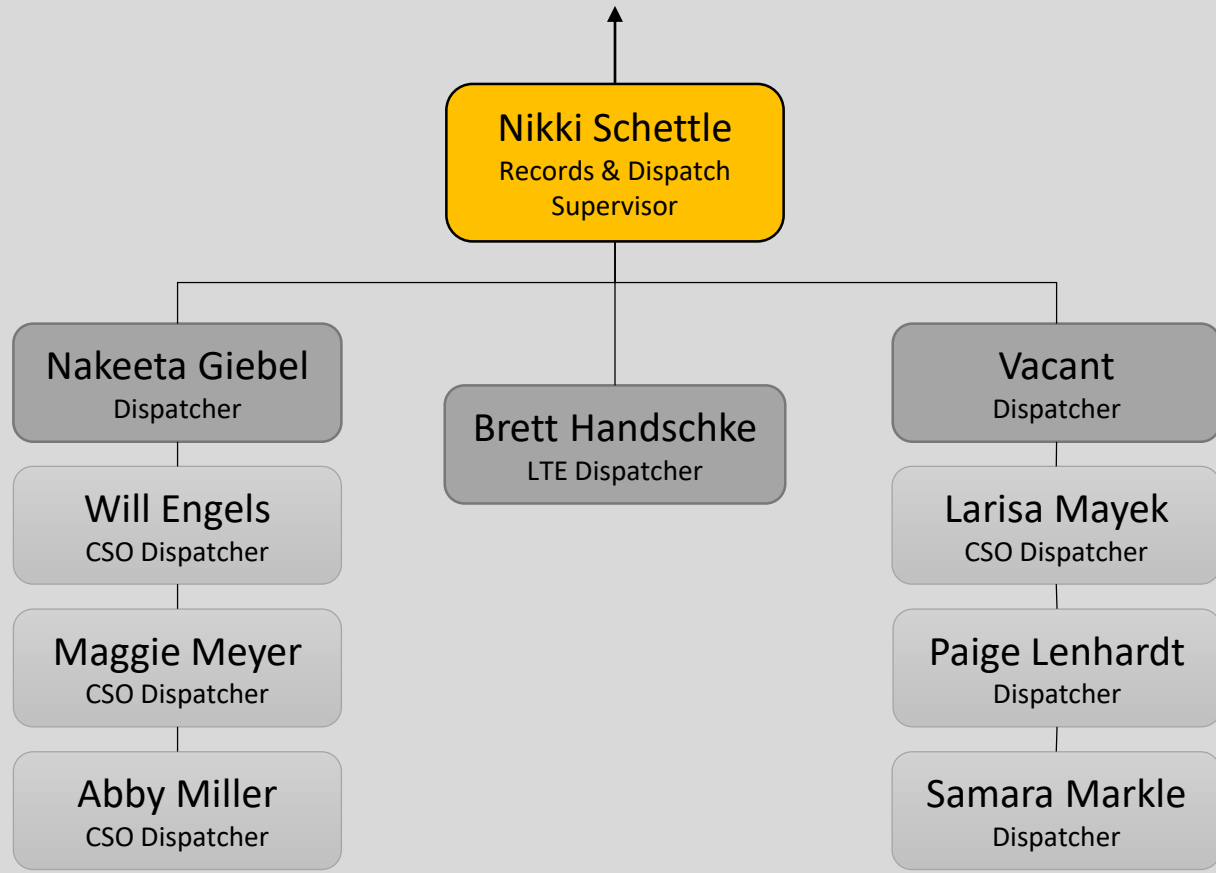 Nikki Schettle
Records & Dispatch
Supervisor
Nakeeta Giebel
Dispatcher
Will Engels
CSO Dispatcher
Maggie Meyer
CSO Dispatcher
Abby Miller
CSO Dispatcher
Brett Handschke
LTE Dispatcher
Vacant
Dispatcher
Larisa Mayek
CSO Dispatcher
Paige Lenhardt
Dispatcher
Samara Markle
Dispatcher